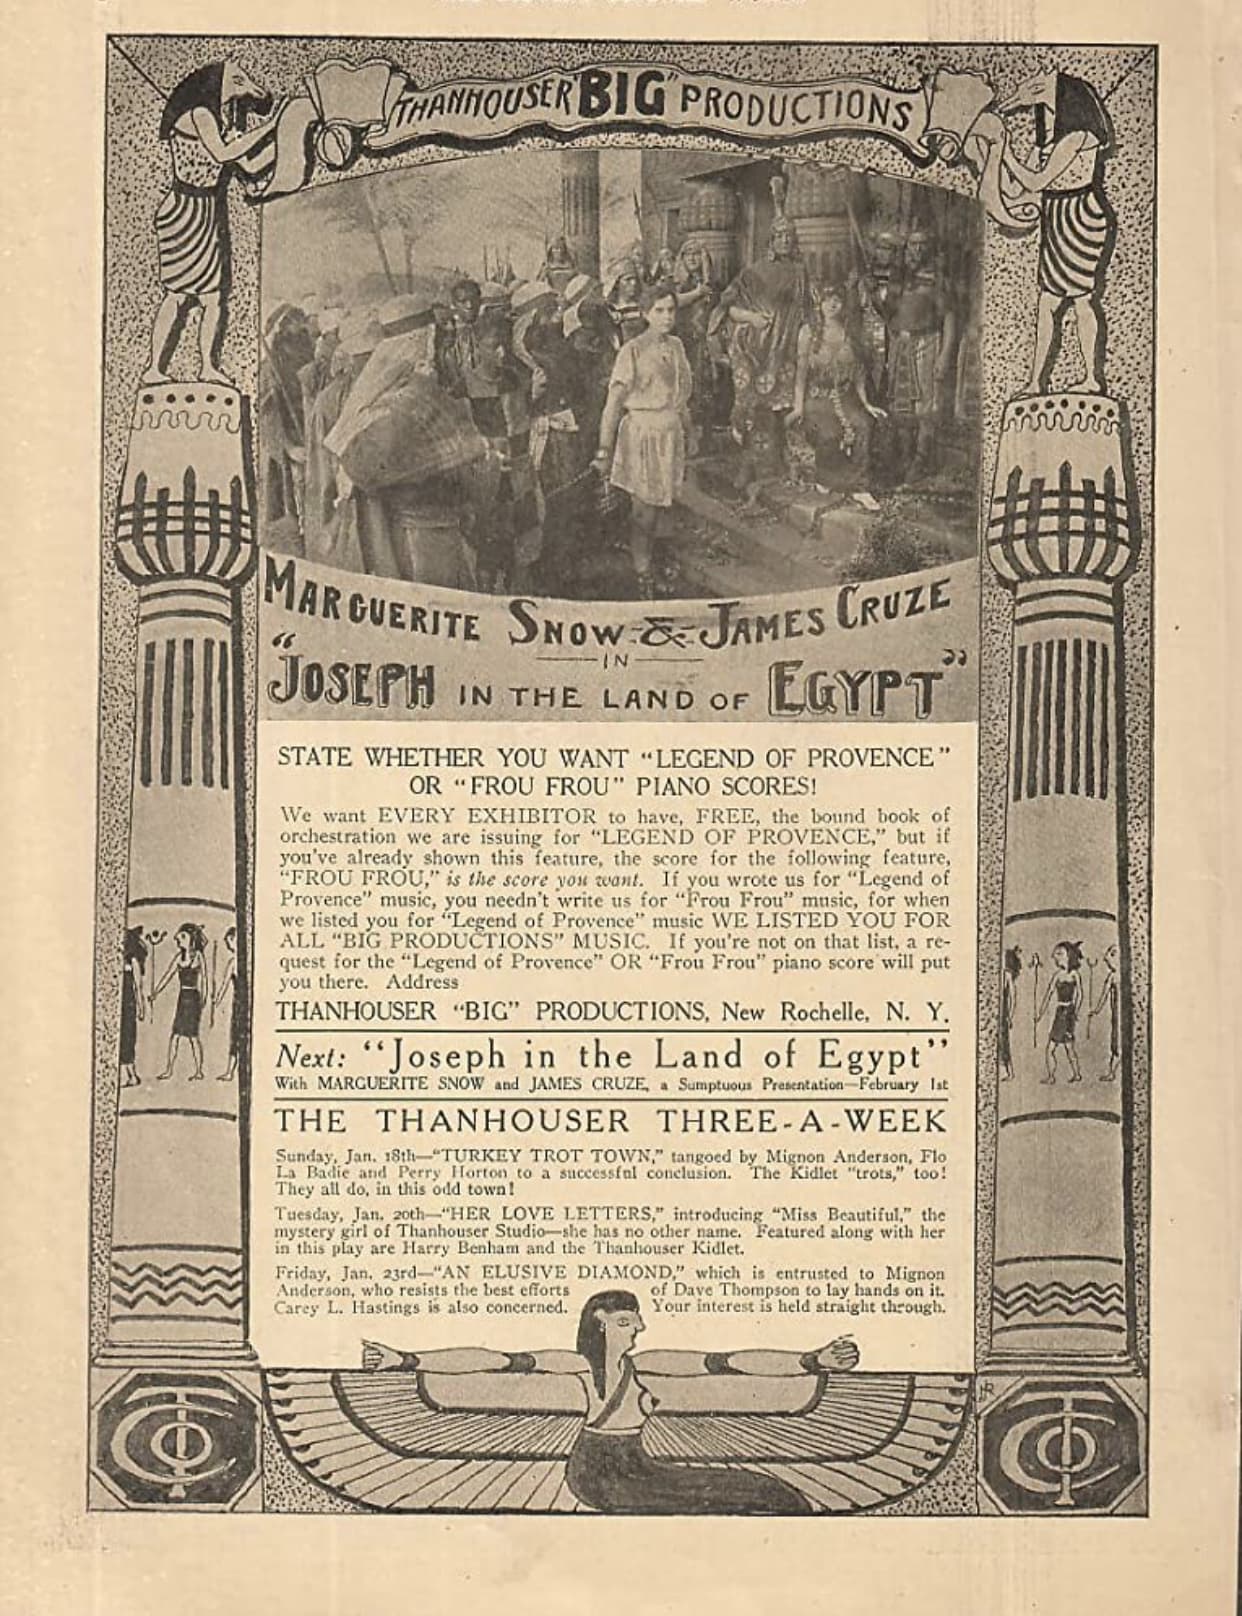 THANHOUSER "BIG" PRODUCTIONS
MARGUERITE SNOW & JAMES CRUZE
IN
"JOSEPH IN THE LAND OF EGYPT"
STATE WHETHER YOU WANT "LEGEND OF PROVENCE"
OR "FROU FROU" PIANO SCORES!
We want EVERY EXHIBITOR to have, FREE, the bound book of
orchestration we are issuing for "LEGEND OF PROVENCE," but if
you've already shown this feature, the score for the following feature,
"FROU FROU," is the score you want. If you wrote us for "Legend of
Provence" music, you needn't write us for "Frou Frou" music, for when
we listed you for "Legend of Provence" music WE LISTED YOU FOR
ALL "BIG PRODUCTIONS" MUSIC. If you're not on that list, a re-
quest for the "Legend of Provence" OR "Frou Frou" piano score will put
you there. Address
THANHOUSER "BIG" PRODUCTIONS, New Rochelle, N. Y.
Next: "Joseph in the Land of Egypt"
With MARGUERITE SNOW and JAMES CRUZE, a Sumptuous Presentation—February 1st
THE THANHOUSER THREE-A-WEEK
Sunday, Jan. 18th—"TURKEY TROT TOWN," tangoed by Mignon Anderson, Flo
La Badie and Perry Horton to a successful conclusion. The Kidlet "trots," too!
They all do, in this odd town!
Tuesday, Jan. 20th—"HER LOVE LETTERS," introducing "Miss Beautiful," the
mystery girl of Thanhouser Studio—she has no other name. Featured along with her
in this play are Harry Benham and the Thanhouser Kidlet.
Friday, Jan. 23rd—"AN ELUSIVE DIAMOND," which is entrusted to Mignon
Anderson, who resists the best efforts of Dave Thompson to lay hands on it.
Carey L. Hastings is also concerned. Your interest is held straight through.